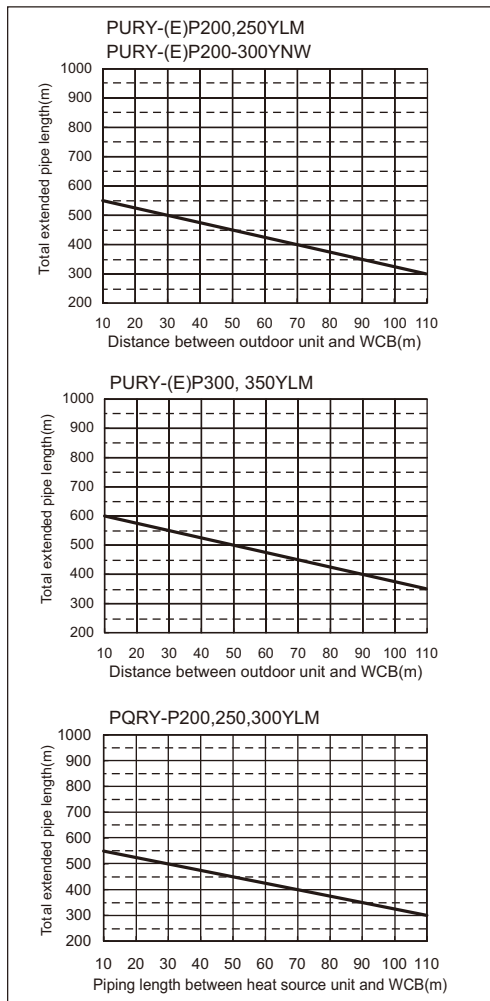 PURY-(E)P200,250YLM
PURY-(E)P200-300YNW
Total extended pipe length(m)
1000
900
800
700
600
500
400
300
200
10 20 30 40 50 60 70 80 90 100 110
Distance between outdoor unit and WCB(m)
PURY-(E)P300, 350YLM
Total extended pipe length(m)
1000
900
800
700
600
500
400
300
200
10 20 30 40 50 60 70 80 90 100 110
Distance between outdoor unit and WCB(m)
PQRY-P200,250,300YLM
Total extended pipe length(m)
1000
900
800
700
600
500
400
300
200
10 20 30 40 50 60 70 80 90 100 110
Piping length between heat source unit and WCB(m)